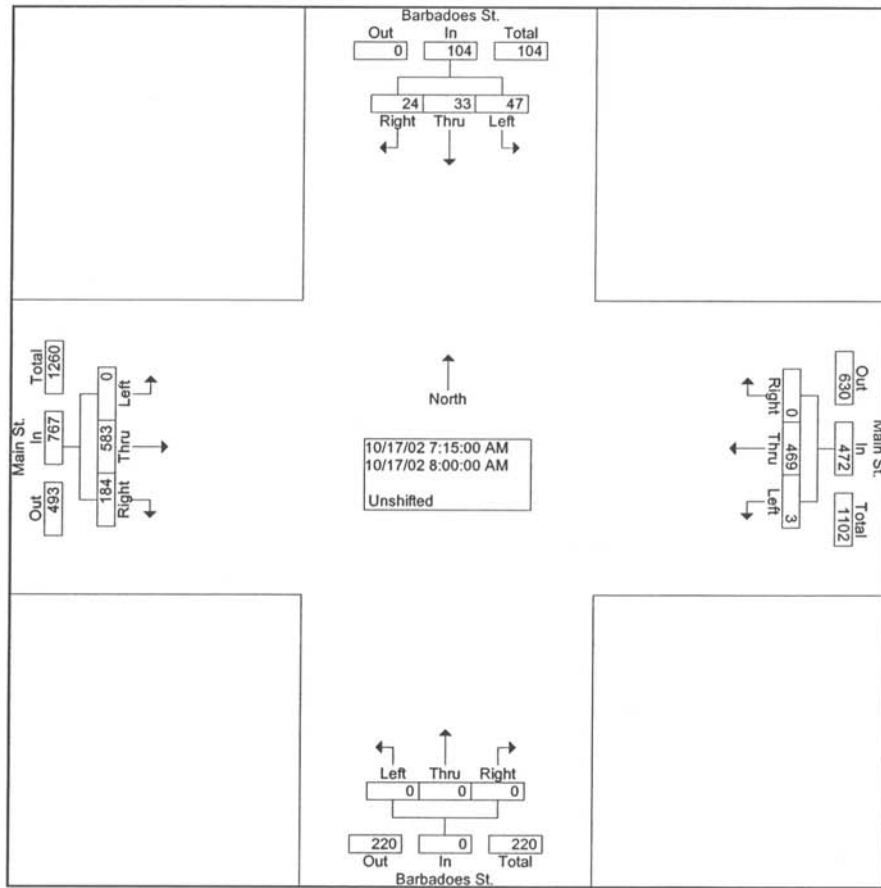 Barbadoes St.
Out In Total
0 104 104
24 33 47
Right Thru Left
Main St.
Total In Out
1260 767 493
0 583 184
Left Thru Right
North
10/17/02 7:15:00 AM
10/17/02 8:00:00 AM
Unshifted
Right Thru Left
0 469 3
Out In Total
630 472 1102
Main St.
Left Thru Right
0 0 0
220 0 220
Out In Total
Barbadoes St.